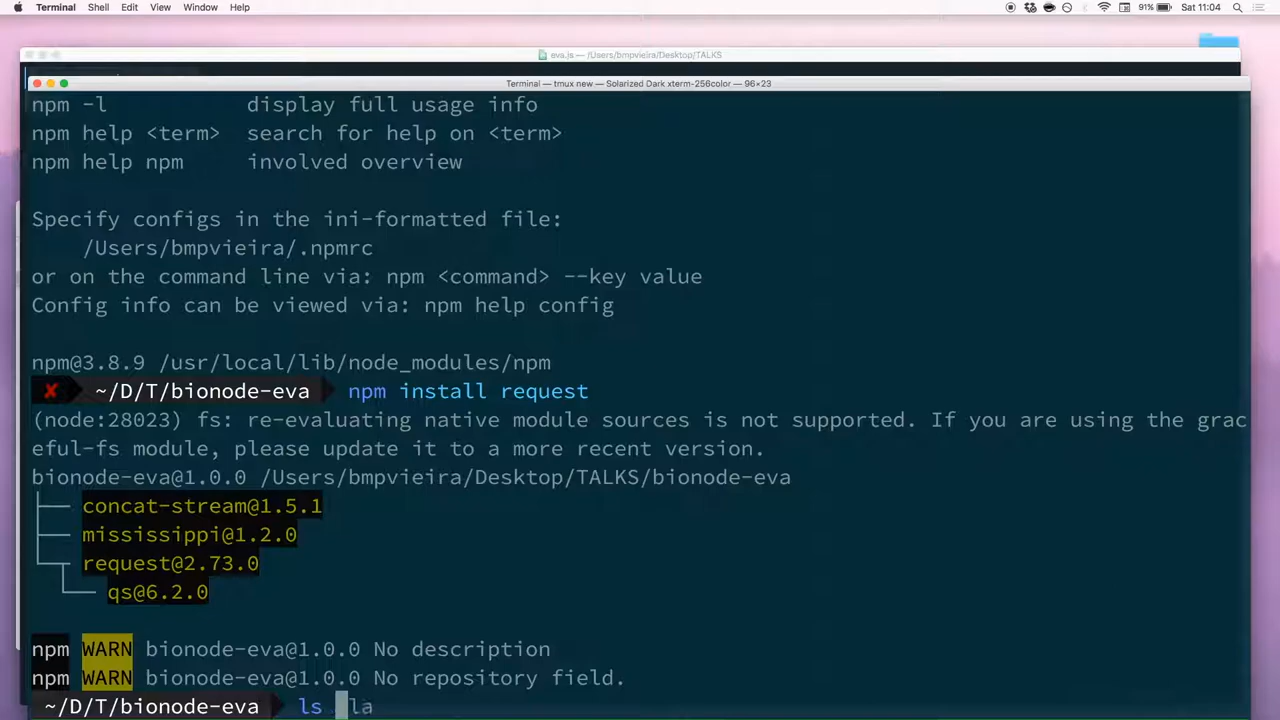 Terminal Shell Edit View Window Help 91% Sat 11:04
eva.js — /Users/bmpvieira/Desktop/TALKS
Terminal — tmux new — Solarized Dark xterm-256color — 96×23
npm -l display full usage info
npm help <term> search for help on <term>
npm help npm involved overview
Specify configs in the ini-formatted file:
/Users/bmpvieira/.npmrc
or on the command line via: npm <command> --key value
Config info can be viewed via: npm help config
npm@3.8.9 /usr/local/lib/node_modules/npm
✘ ~/D/T/bionode-eva npm install request
(node:28023) fs: re-evaluating native module sources is not supported. If you are using the grac
eful-fs module, please update it to a more recent version.
bionode-eva@1.0.0 /Users/bmpvieira/Desktop/TALKS/bionode-eva
├── concat-stream@1.5.1
├── mississippi@1.2.0
└─┬ request@2.73.0
└── qs@6.2.0
npm WARN bionode-eva@1.0.0 No description
npm WARN bionode-eva@1.0.0 No repository field.
~/D/T/bionode-eva ls la